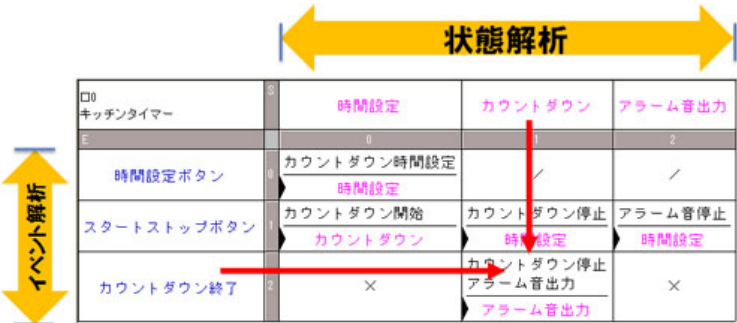 状態解析
□0
キッチンタイマー
S
時間設定
カウントダウン
アラーム音出力
E
0
1
2
イベント解析
時間設定ボタン
0
カウントダウン時間設定
時間設定
/
/
スタートストップボタン
1
カウントダウン開始
カウントダウン
カウントダウン停止
時間設定
アラーム音停止
時間設定
カウントダウン終了
2
×
カウントダウン停止
アラーム音出力
アラーム音出力
×